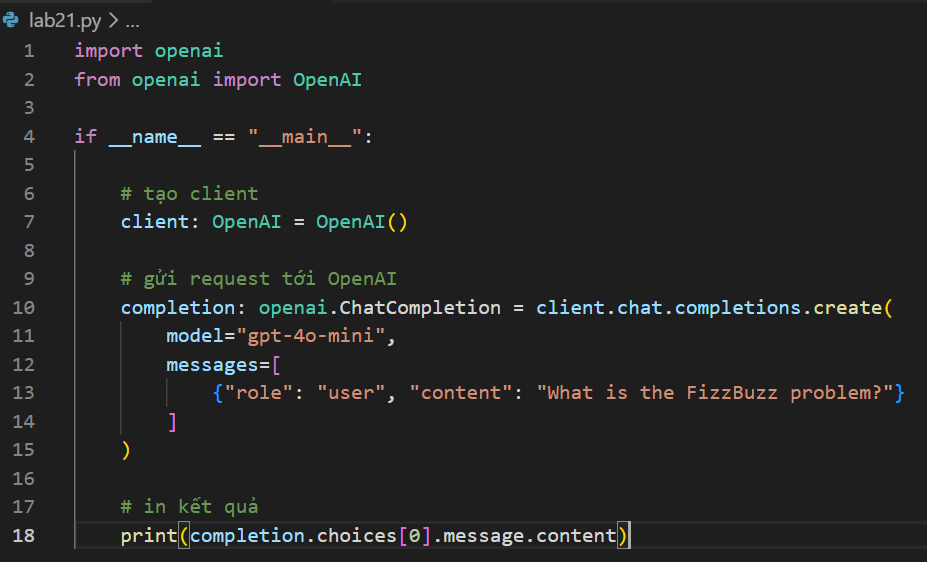 lab21.py > ...
1 import openai
2 from openai import OpenAI
3
4 if __name__ == "__main__":
5
6     # tạo client
7     client: OpenAI = OpenAI()
8
9     # gửi request tới OpenAI
10     completion: openai.ChatCompletion = client.chat.completions.create(
11         model="gpt-4o-mini",
12         messages=[
13             {"role": "user", "content": "What is the FizzBuzz problem?"}
14         ]
15     )
16
17     # in kết quả
18     print(completion.choices[0].message.content)